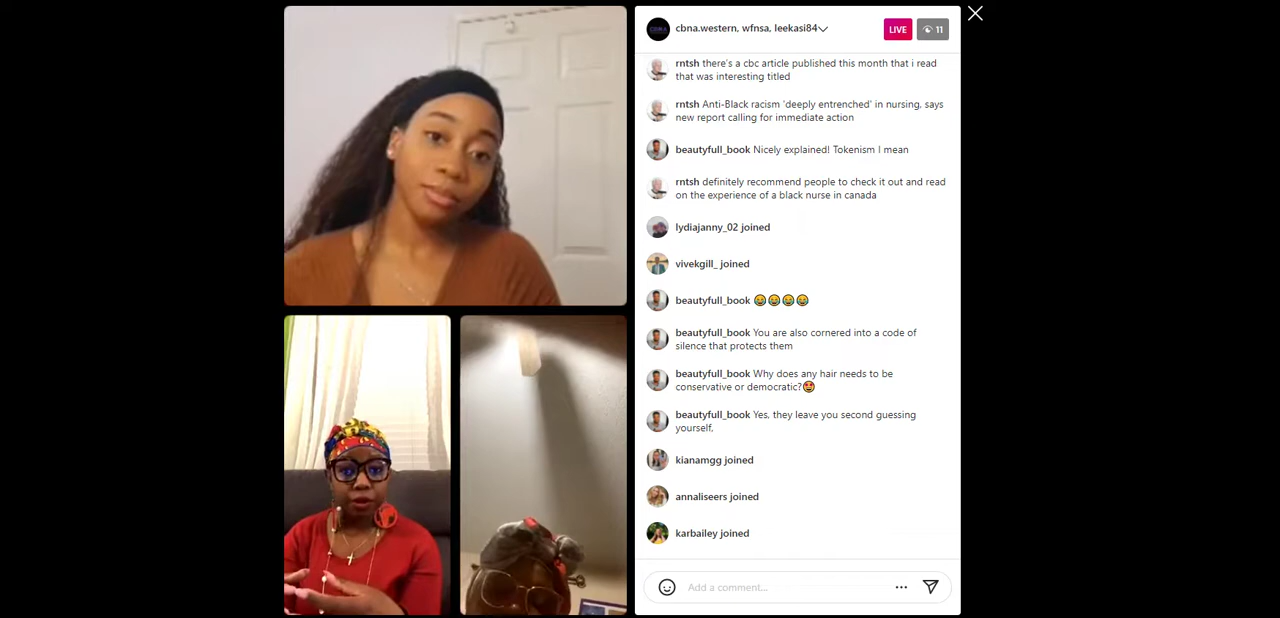 cbna.western, wfnsa, leekasi84
LIVE
11
rntsh there's a cbc article published this month that i read
that was interesting titled
rntsh Anti-Black racism 'deeply entrenched' in nursing, says
new report calling for immediate action
beautyfull_book Nicely explained! Tokenism I mean
rntsh definitely recommend people to check it out and read
on the experience of a black nurse in canada
lydiajanny_02 joined
vivekgill_ joined
beautyfull_book 😂😂😂😂
beautyfull_book You are also cornered into a code of
silence that protects them
beautyfull_book Why does any hair needs to be
conservative or democratic?🤩
beautyfull_book Yes, they leave you second guessing
yourself,
kianamgg joined
annaliseers joined
karbailey joined
Add a comment...